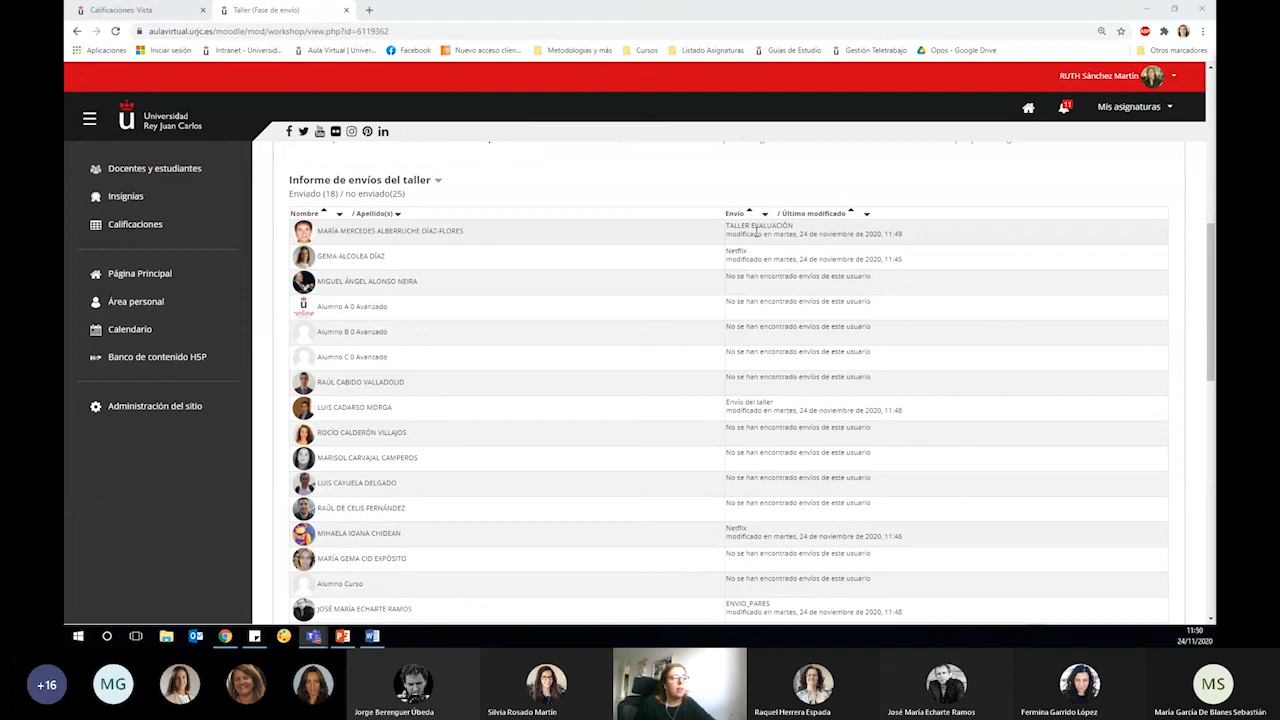 Calificaciones: Vista
Taller (Fase de envío)
aulavirtual.urjc.es/moodle/mod/workshop/view.php?id=6119362
Aplicaciones
Iniciar sesión
Intranet - Universid...
Aula Virtual | Univer...
Facebook
Nuevo acceso clien...
Metodologias y más
Cursos
Listado Asignaturas
Guías de Estudio
Gestión Teletrabajo
Opos - Google Drive
Otros marcadores
ABP
RUTH Sánchez Martín
Universidad
Rey Juan Carlos
11
Mis asignaturas
Docentes y estudiantes
Insignias
Calificaciones
Página Principal
Área personal
Calendario
H5P Banco de contenido H5P
Administración del sitio
Informe de envíos del taller
Enviado (18) / no enviado(25)
Nombre / Apellido(s) Envío / Último modificado
MARÍA MERCEDES ALBERRUCHE DÍAZ-FLORES
TALLER EVALUACIÓN
modificado en martes, 24 de noviembre de 2020, 11:49
GEMA ALCOLEA DÍAZ
Netflix
modificado en martes, 24 de noviembre de 2020, 11:45
MIGUEL ÁNGEL ALONSO NEIRA
No se han encontrado envíos de este usuario
online
Alumno A 0 Avanzado
No se han encontrado envíos de este usuario
Alumno B 0 Avanzado
No se han encontrado envíos de este usuario
Alumno C 0 Avanzado
No se han encontrado envíos de este usuario
RAÚL CABIDO VALLADOLID
No se han encontrado envíos de este usuario
LUIS CADARSO MORGA
Envío del taller
modificado en martes, 24 de noviembre de 2020, 11:48
ROCÍO CALDERÓN VILLAJOS
No se han encontrado envíos de este usuario
MARISOL CARVAJAL CAMPEROS
No se han encontrado envíos de este usuario
LUIS CAYUELA DELGADO
No se han encontrado envíos de este usuario
RAÚL DE CELIS FERNÁNDEZ
No se han encontrado envíos de este usuario
MIHAELA IOANA CHIDEAN
Netflix
modificado en martes, 24 de noviembre de 2020, 11:46
MARÍA GEMA CID EXPÓSITO
No se han encontrado envíos de este usuario
Alumno Curso
No se han encontrado envíos de este usuario
JOSÉ MARÍA ECHARTE RAMOS
ENVIO_PARES
modificado en martes, 24 de noviembre de 2020, 11:48
11:50
24/11/2020
+16
MG
MS
Jorge Berenguer Úbeda
Silvia Rosado Martín
Raquel Herrera Espada
José María Echarte Ramos
Fermina Garrido López
María García De Blanes Sebastián